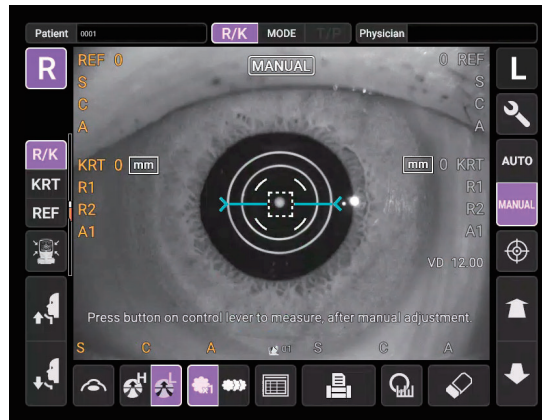 Patient 0001 R/K MODE T/P Physician
R REF 0 MANUAL 0 REF L
S S
C C
A A
R/K KRT 0 mm mm 0 KRT AUTO
KRT R1 R1
REF R2 R2 MANUAL
A1 A1
VD 12.00
Press button on control lever to measure, after manual adjustment.
S C A 01 S C A
H L 1